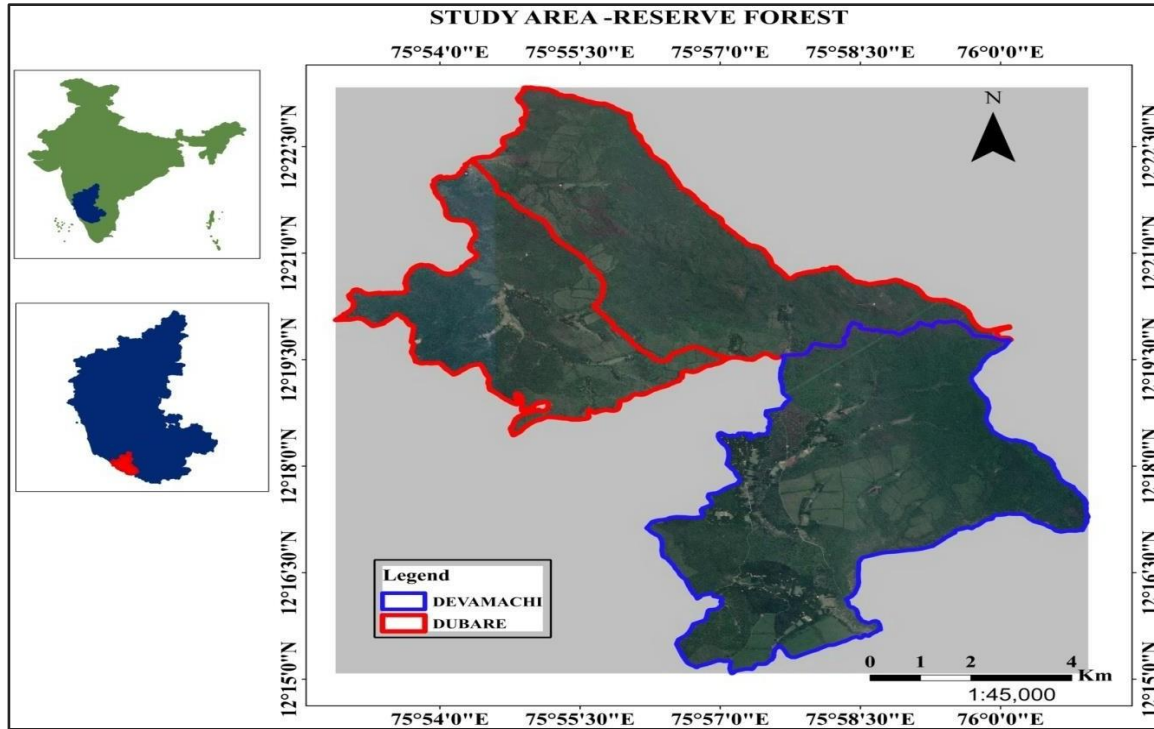 STUDY AREA -RESERVE FOREST
75°54'0"E 75°55'30"E 75°57'0"E 75°58'30"E 76°0'0"E
N
12°22'30"N 12°22'30"N
12°21'0"N 12°21'0"N
12°19'30"N 12°19'30"N
12°18'0"N 12°18'0"N
12°16'30"N 12°16'30"N
12°15'0"N 12°15'0"N
Legend
DEVAMACHI
DUBARE
0 1 2 4
Km
1:45,000
75°54'0"E 75°55'30"E 75°57'0"E 75°58'30"E 76°0'0"E